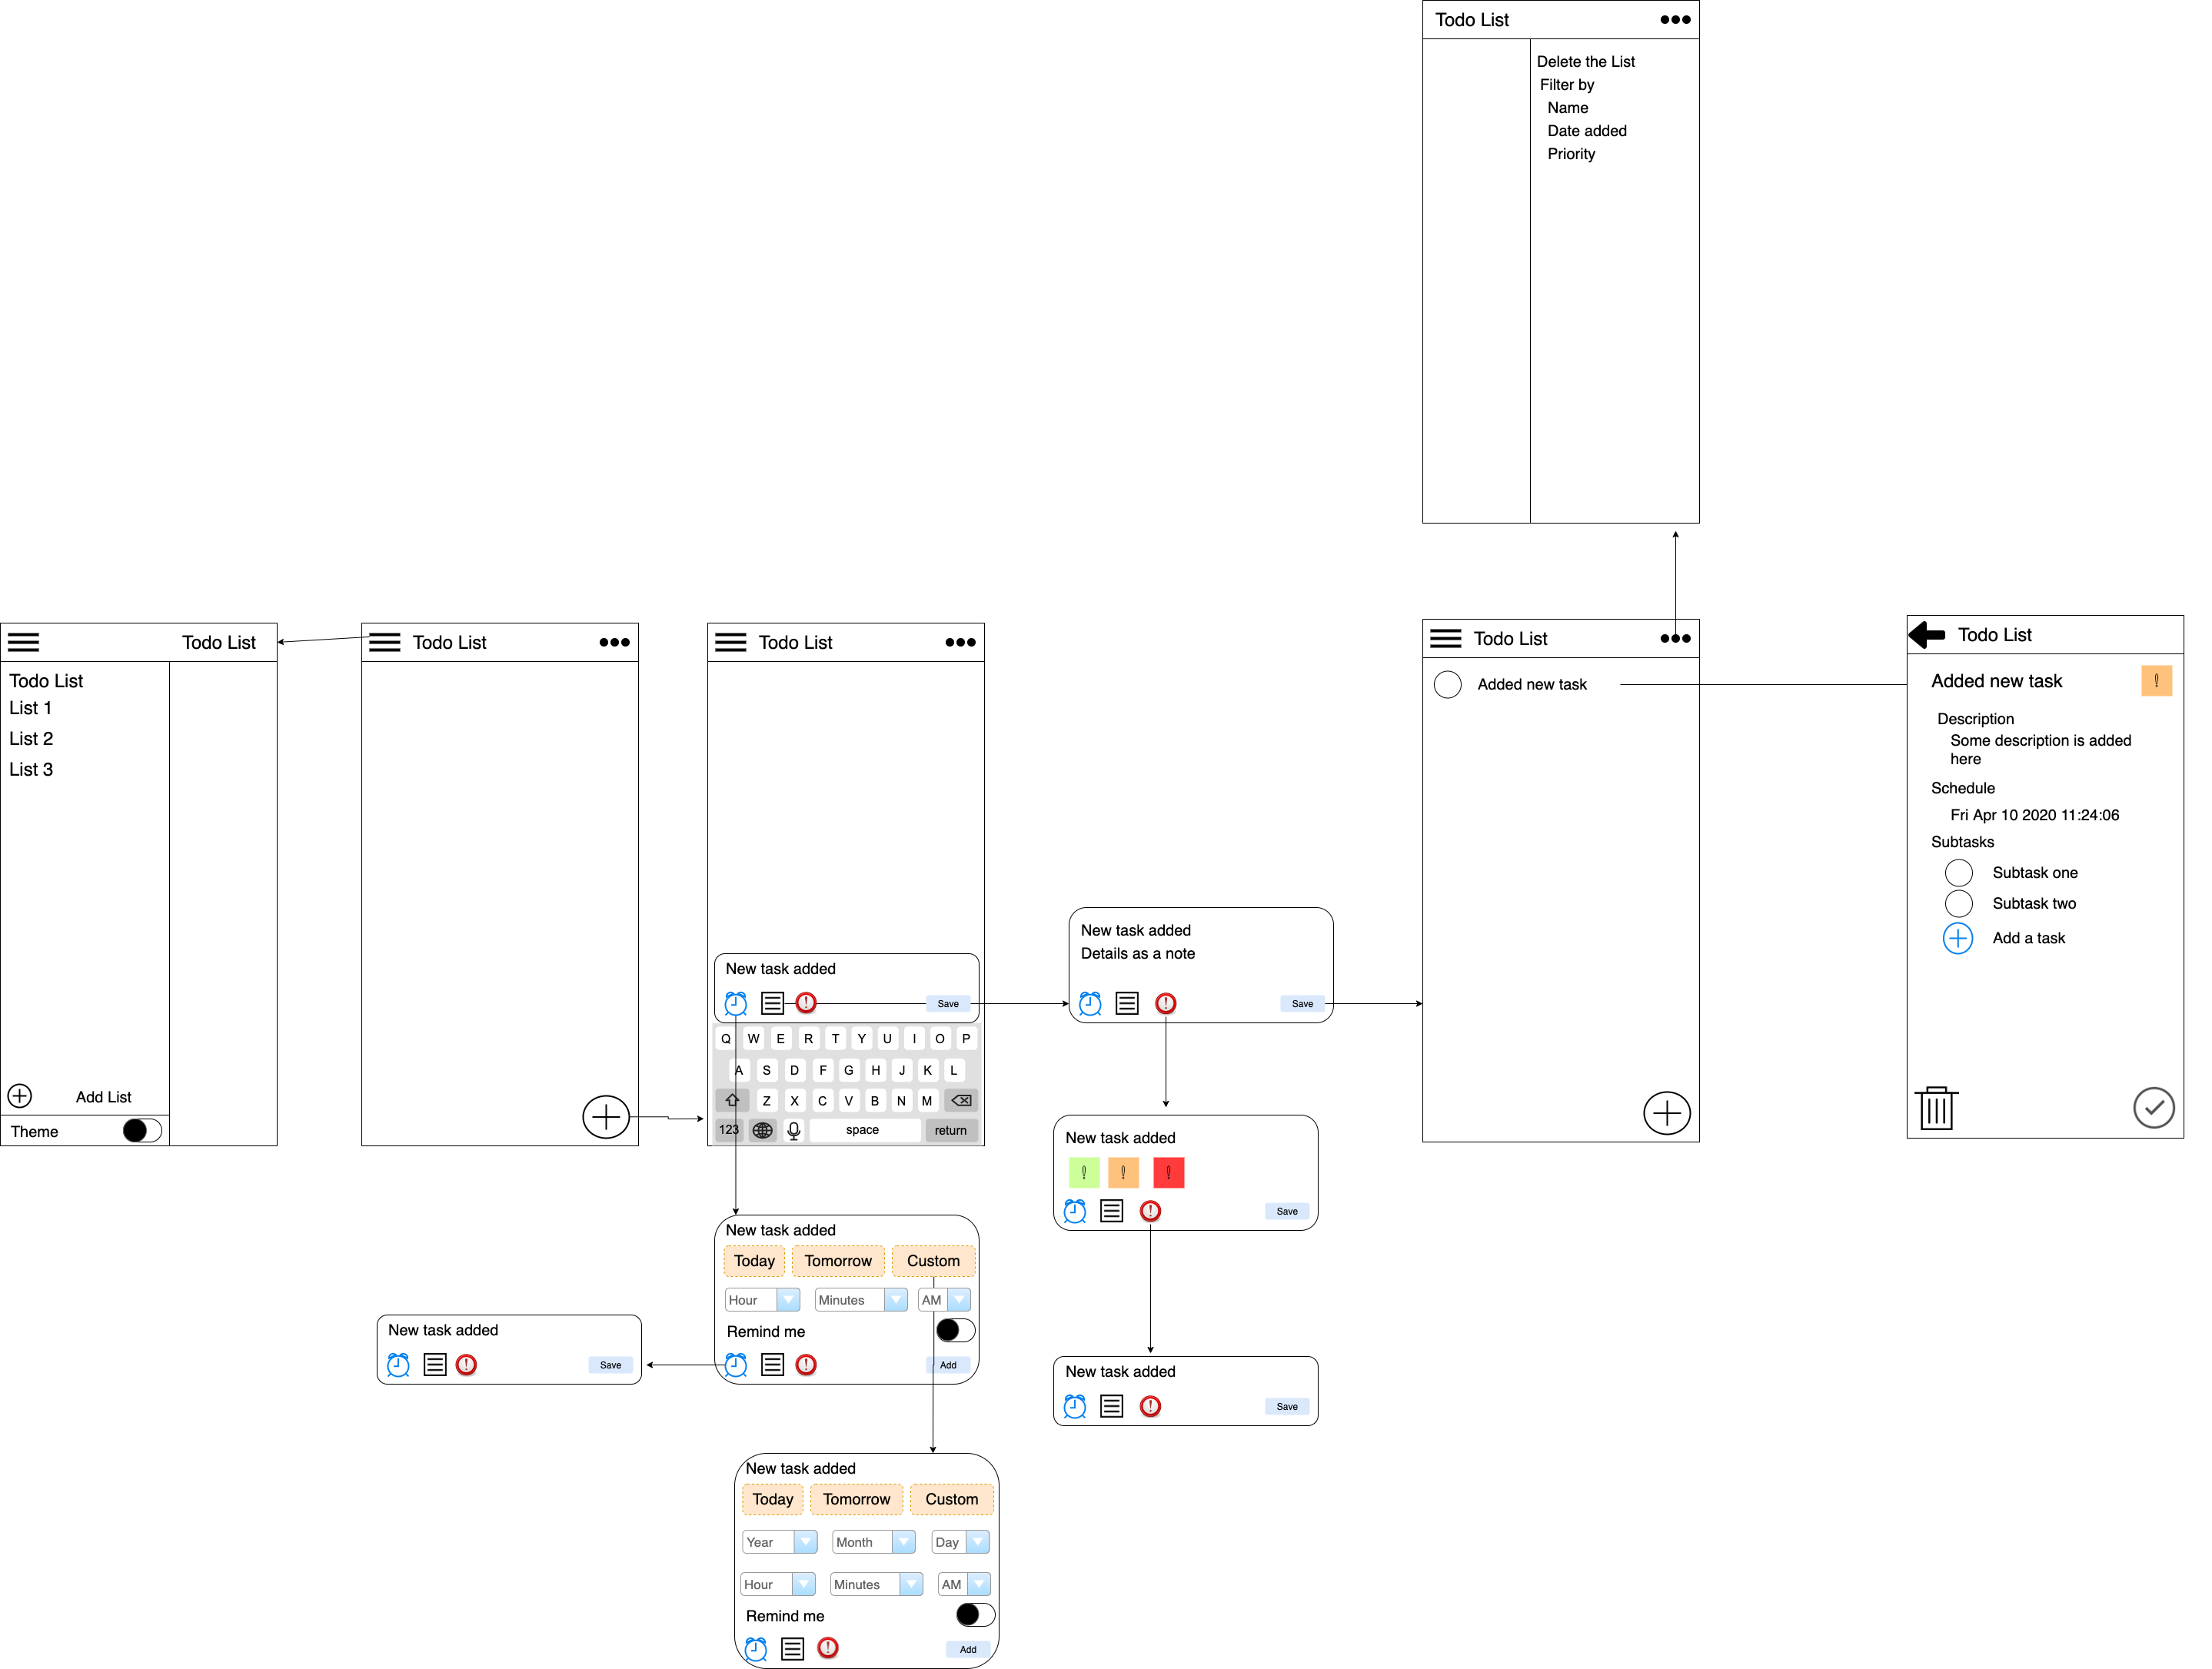 Todo List
Delete the List
Filter by
Name
Date added
Priority
Todo List
Todo List
List 1
List 2
List 3
Add List
Theme
Todo List
Todo List
New task added
Save
Q W E R T Y U I O P
A S D F G H J K L
Z X C V B N M
123 space return
New task added
Details as a note
Save
Todo List
Added new task
Todo List
Added new task
!
Description
Some description is added
here
Schedule
Fri Apr 10 2020 11:24:06
Subtasks
Subtask one
Subtask two
Add a task
New task added
! ! !
Save
New task added
Today Tomorrow Custom
Hour Minutes AM
Remind me
Add
New task added
Save
New task added
Save
New task added
Today Tomorrow Custom
Year Month Day
Hour Minutes AM
Remind me
Add